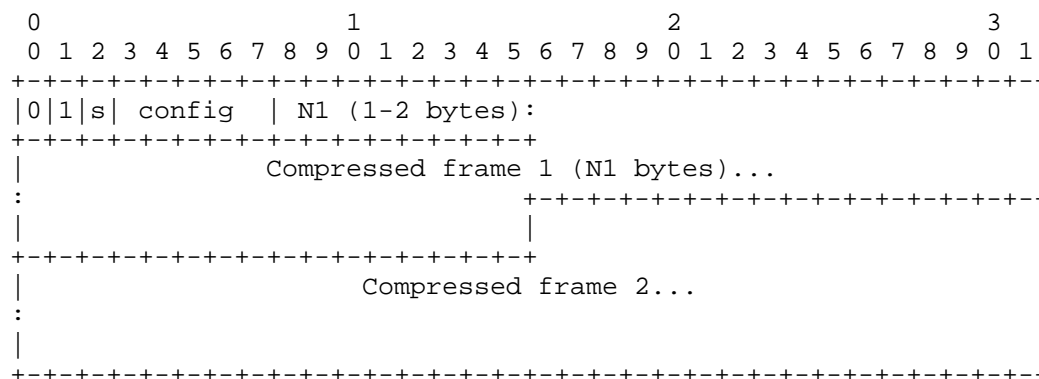 0                   1                   2                   3
 0 1 2 3 4 5 6 7 8 9 0 1 2 3 4 5 6 7 8 9 0 1 2 3 4 5 6 7 8 9 0 1
+-+-+-+-+-+-+-+-+-+-+-+-+-+-+-+-+-+-+-+-+-+-+-+-+-+-+-+-+-+-+-+--
|0|1|s| config  | N1 (1-2 bytes):
+-+-+-+-+-+-+-+-+-+-+-+-+-+-+-+-+
|               Compressed frame 1 (N1 bytes)...
:                               +-+-+-+-+-+-+-+-+-+-+-+-+-+-+-+--
|                               |
+-+-+-+-+-+-+-+-+-+-+-+-+-+-+-+-+
|                     Compressed frame 2...
:
|
+-+-+-+-+-+-+-+-+-+-+-+-+-+-+-+-+-+-+-+-+-+-+-+-+-+-+-+-+-+-+-+--